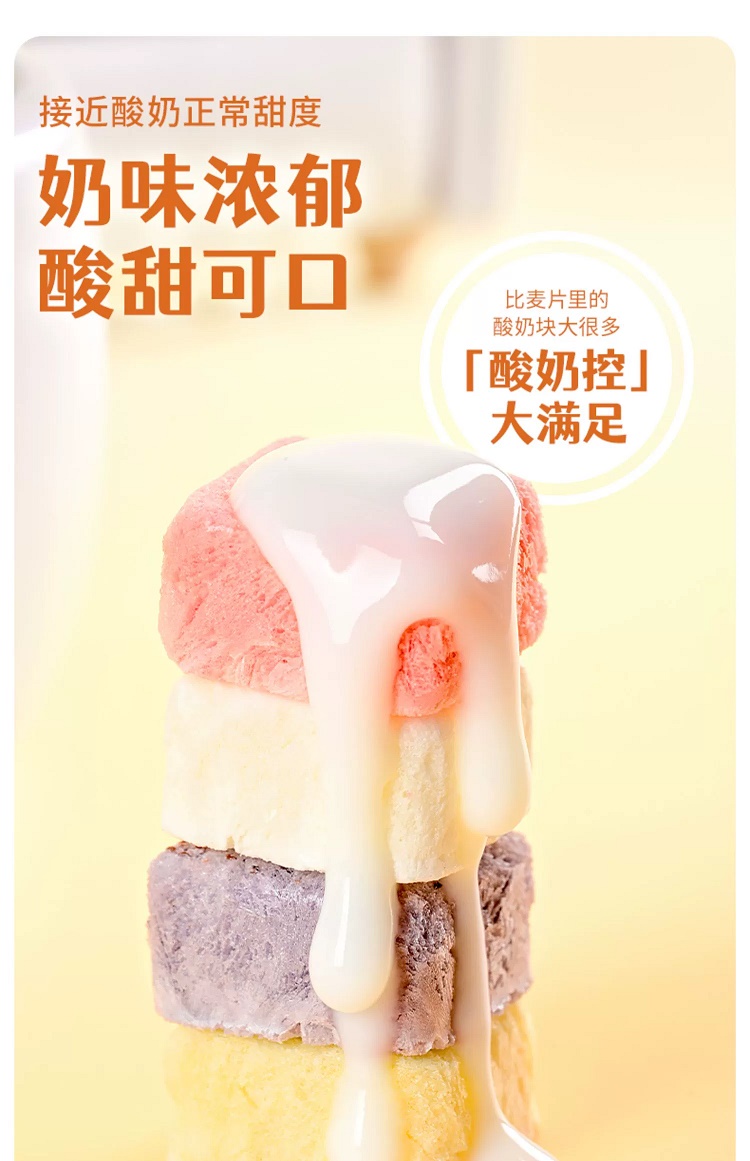 接近酸奶正常甜度
奶味浓郁
酸甜可口
比麦片里的
酸奶块大很多
「酸奶控」
大满足